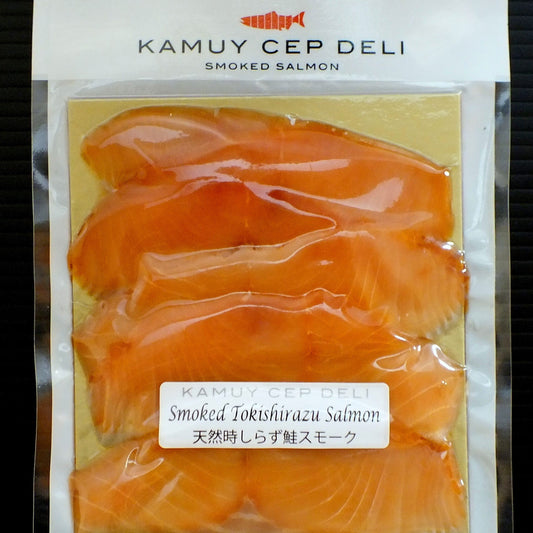 KAMUY CEP DELI
SMOKED SALMON
KAMUY CEP DELI
Smoked Tokishirazu Salmon
天然時しらず鮭スモーク